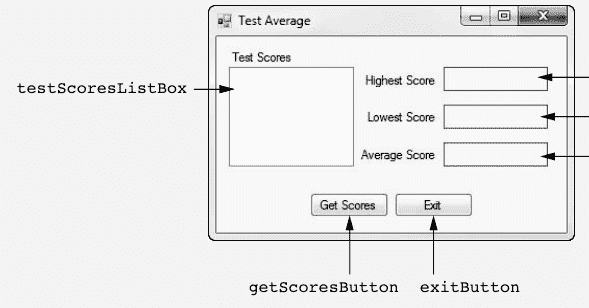 Test Average
Test Scores
testScoresListBox
Highest Score
Lowest Score
Average Score
Get Scores
Exit
getScoresButton
exitButton